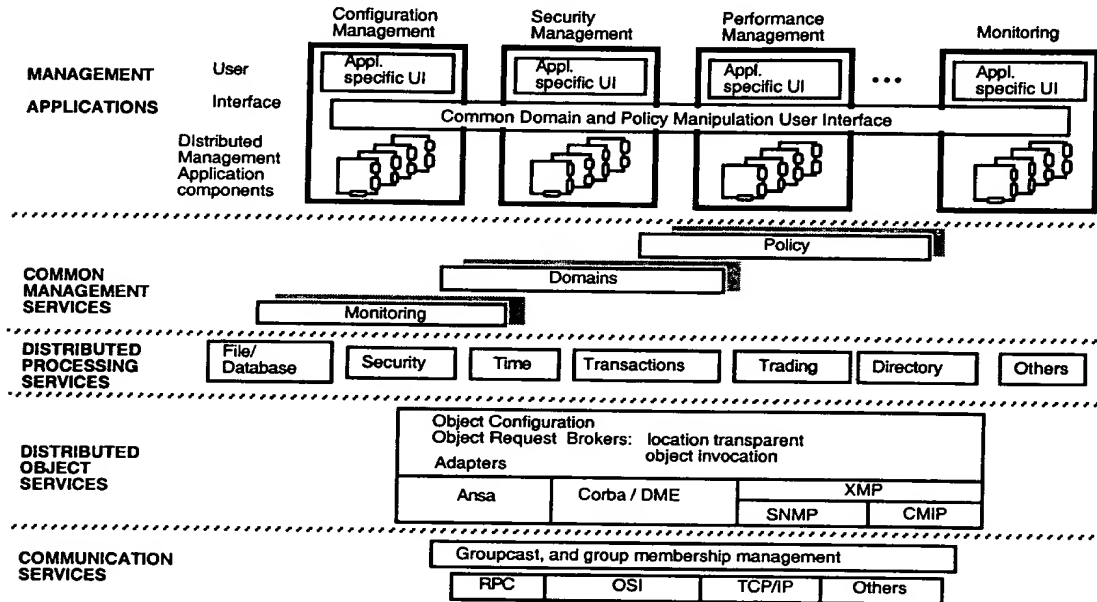 Configuration
Management
Security
Management
Performance
Management
Monitoring
MANAGEMENT
APPLICATIONS
User
Interface
Appl.
specific UI
Appl.
specific UI
Appl.
specific UI
•••
Appl.
specific UI
Common Domain and Policy Manipulation User Interface
Distributed
Management
Application
components
COMMON
MANAGEMENT
SERVICES
Policy
Domains
Monitoring
DISTRIBUTED
PROCESSING
SERVICES
File/
Database
Security
Time
Transactions
Trading
Directory
Others
DISTRIBUTED
OBJECT
SERVICES
Object Configuration
Object Request Brokers: location transparent
object invocation
Adapters
Ansa
Corba / DME
XMP
SNMP
CMIP
COMMUNICATION
SERVICES
Groupcast, and group membership management
RPC
OSI
TCP/IP
Others